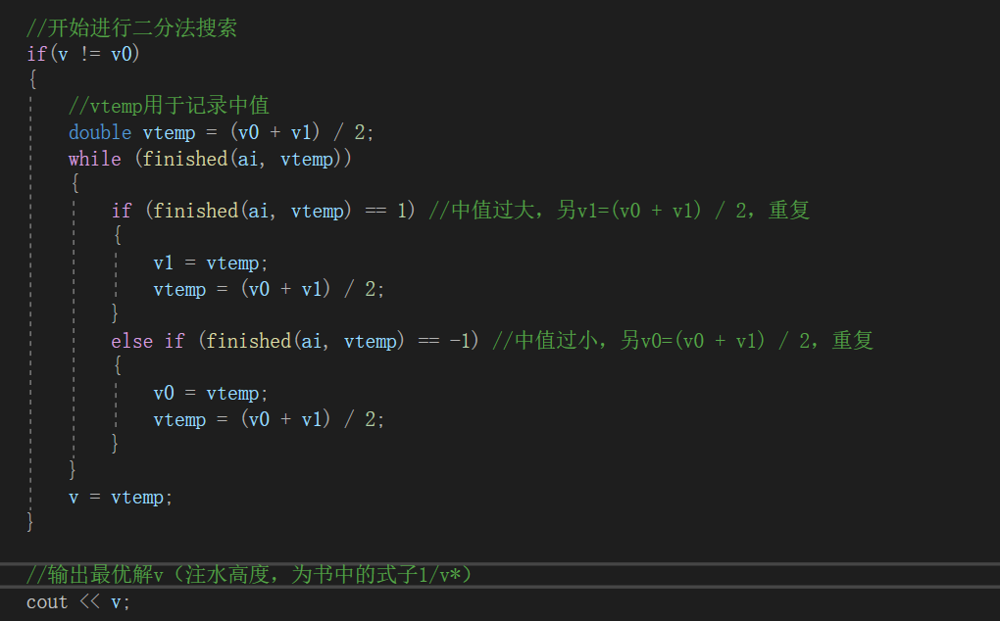 //开始进行二分法搜索
if(v != v0)
{
//vtemp用于记录中值
double vtemp = (v0 + v1) / 2;
while (finished(ai, vtemp))
{
if (finished(ai, vtemp) == 1) //中值过大，另v1=(v0 + v1) / 2，重复
{
v1 = vtemp;
vtemp = (v0 + v1) / 2;
}
else if (finished(ai, vtemp) == -1) //中值过小，另v0=(v0 + v1) / 2，重复
{
v0 = vtemp;
vtemp = (v0 + v1) / 2;
}
}
v = vtemp;
}
//输出最优解v（注水高度，为书中的式子1/v*）
cout << v;